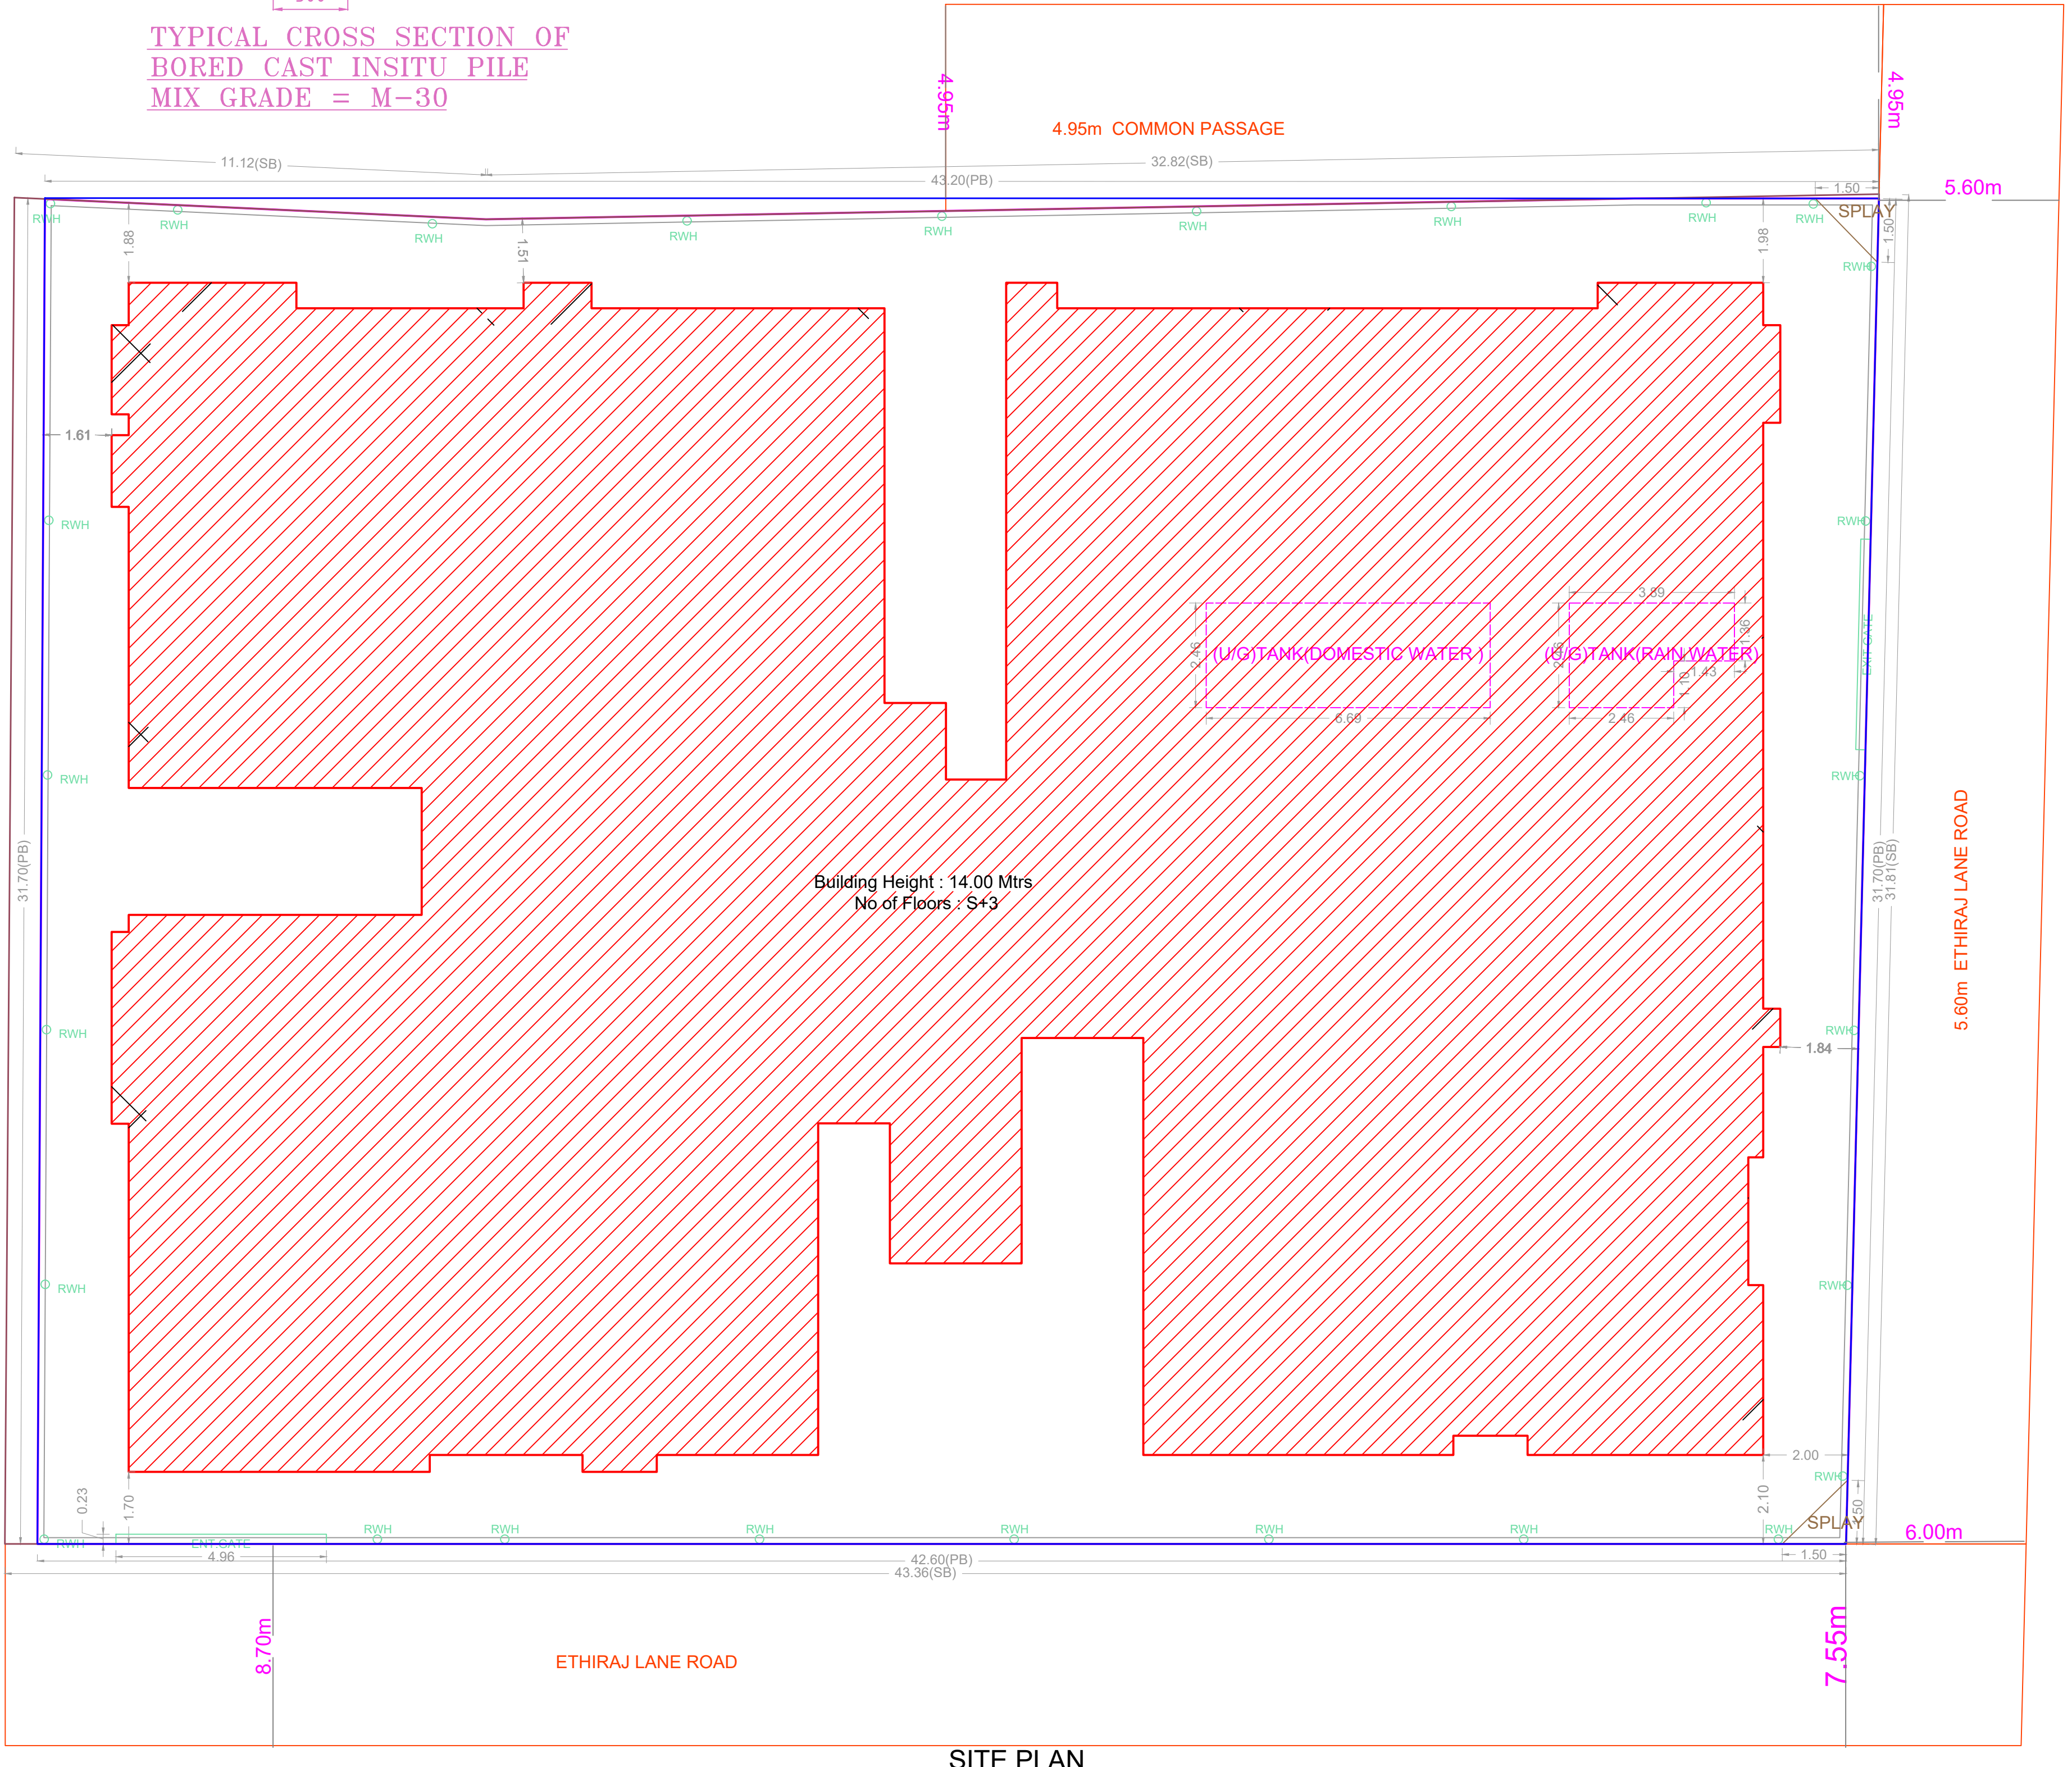 TYPICAL CROSS SECTION OF
BORED CAST INSITU PILE
MIX GRADE = M-30
4.95m
4.95m
4.95m COMMON PASSAGE
11.12(SB)
32.82(SB)
43.20(PB)
1.50
5.60m
RWH
RWH
RWH
RWH
RWH
RWH
RWH
RWH
RWH
SPLAY
1.88
1.51
1.98
1.50
RWH
1.61
RWH
RWH
3.89
2.46
(U/G)TANK(DOMESTIC WATER )
(U/G)TANK(RAIN WATER)
1.36
EXIT GATE
1.43
1.10
6.69
2.46
RWH
RWH
31.70(PB)
31.70(PB)
31.81(SB)
5.60m ETHIRAJ LANE ROAD
Building Height : 14.00 Mtrs
No of Floors : S+3
RWH
RWH
1.84
RWH
RWH
2.00
RWH
0.23
1.70
2.10
1.50
SPLAY
6.00m
RWH
ENT.GATE
RWH
RWH
RWH
RWH
RWH
RWH
RWH
4.96
42.60(PB)
1.50
43.36(SB)
8.70m
7.55m
ETHIRAJ LANE ROAD
SITE PLAN